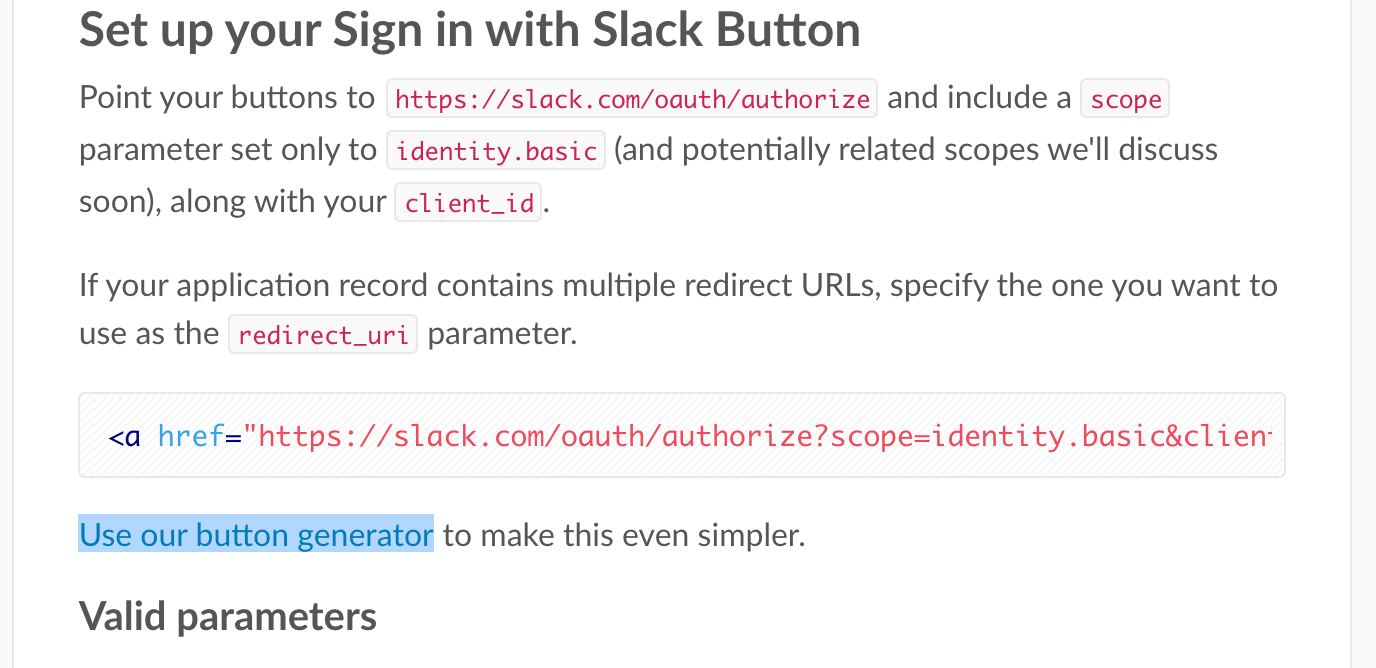 Set up your Sign in with Slack Button
Point your buttons to https://slack.com/oauth/authorize and include a scope
parameter set only to identity.basic (and potentially related scopes we'll discuss
soon), along with your client_id.
If your application record contains multiple redirect URLs, specify the one you want to
use as the redirect_uri parameter.
<a href="https://slack.com/oauth/authorize?scope=identity.basic&clien
Use our button generator to make this even simpler.
Valid parameters